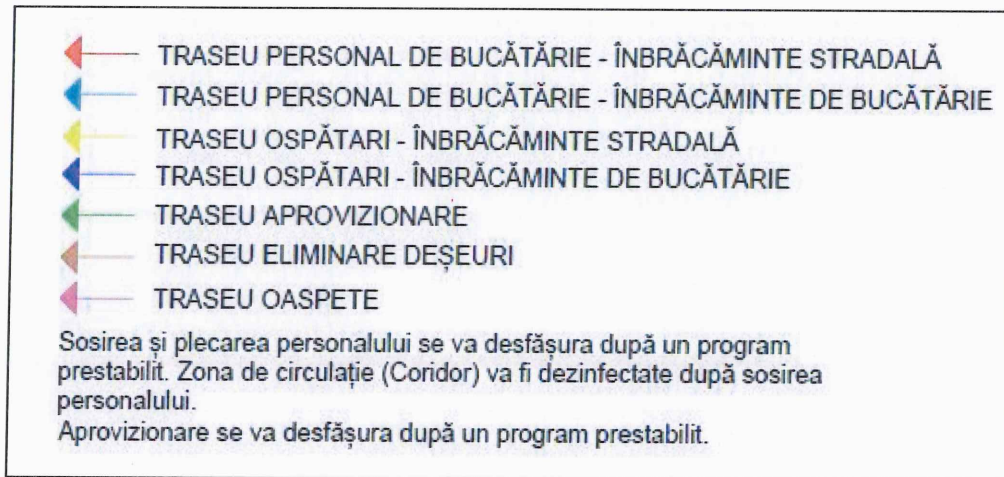 TRASEU PERSONAL DE BUCĂTĂRIE - ÎNBRĂCĂMINTE STRADALĂ
TRASEU PERSONAL DE BUCĂTĂRIE - ÎNBRĂCĂMINTE DE BUCĂTĂRIE
TRASEU OSPĂTARI - ÎNBRĂCĂMINTE STRADALĂ
TRASEU OSPĂTARI - ÎNBRĂCĂMINTE DE BUCĂTĂRIE
TRASEU APROVIZIONARE
TRASEU ELIMINARE DEȘEURI
TRASEU OASPETE
Sosirea și plecarea personalului se va desfășura după un program
prestabilit. Zona de circulație (Coridor) va fi dezinfectate după sosirea
personalului.
Aprovizionare se va desfășura după un program prestabilit.